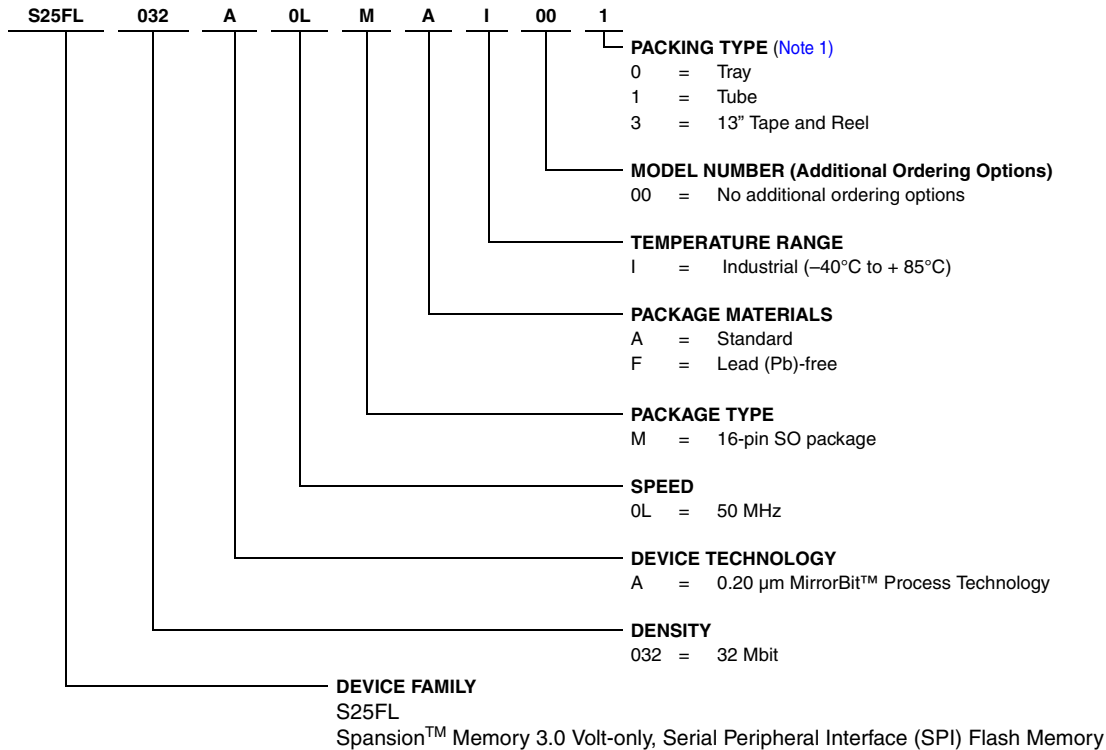 S25FL 032 A 0L M A I 00 1
PACKING TYPE (Note 1)
0 = Tray
1 = Tube
3 = 13” Tape and Reel
MODEL NUMBER (Additional Ordering Options)
00 = No additional ordering options
TEMPERATURE RANGE
I = Industrial (–40°C to + 85°C)
PACKAGE MATERIALS
A = Standard
F = Lead (Pb)-free
PACKAGE TYPE
M = 16-pin SO package
SPEED
0L = 50 MHz
DEVICE TECHNOLOGY
A = 0.20 µm MirrorBit™ Process Technology
DENSITY
032 = 32 Mbit
DEVICE FAMILY
S25FL
Spansion™ Memory 3.0 Volt-only, Serial Peripheral Interface (SPI) Flash Memory